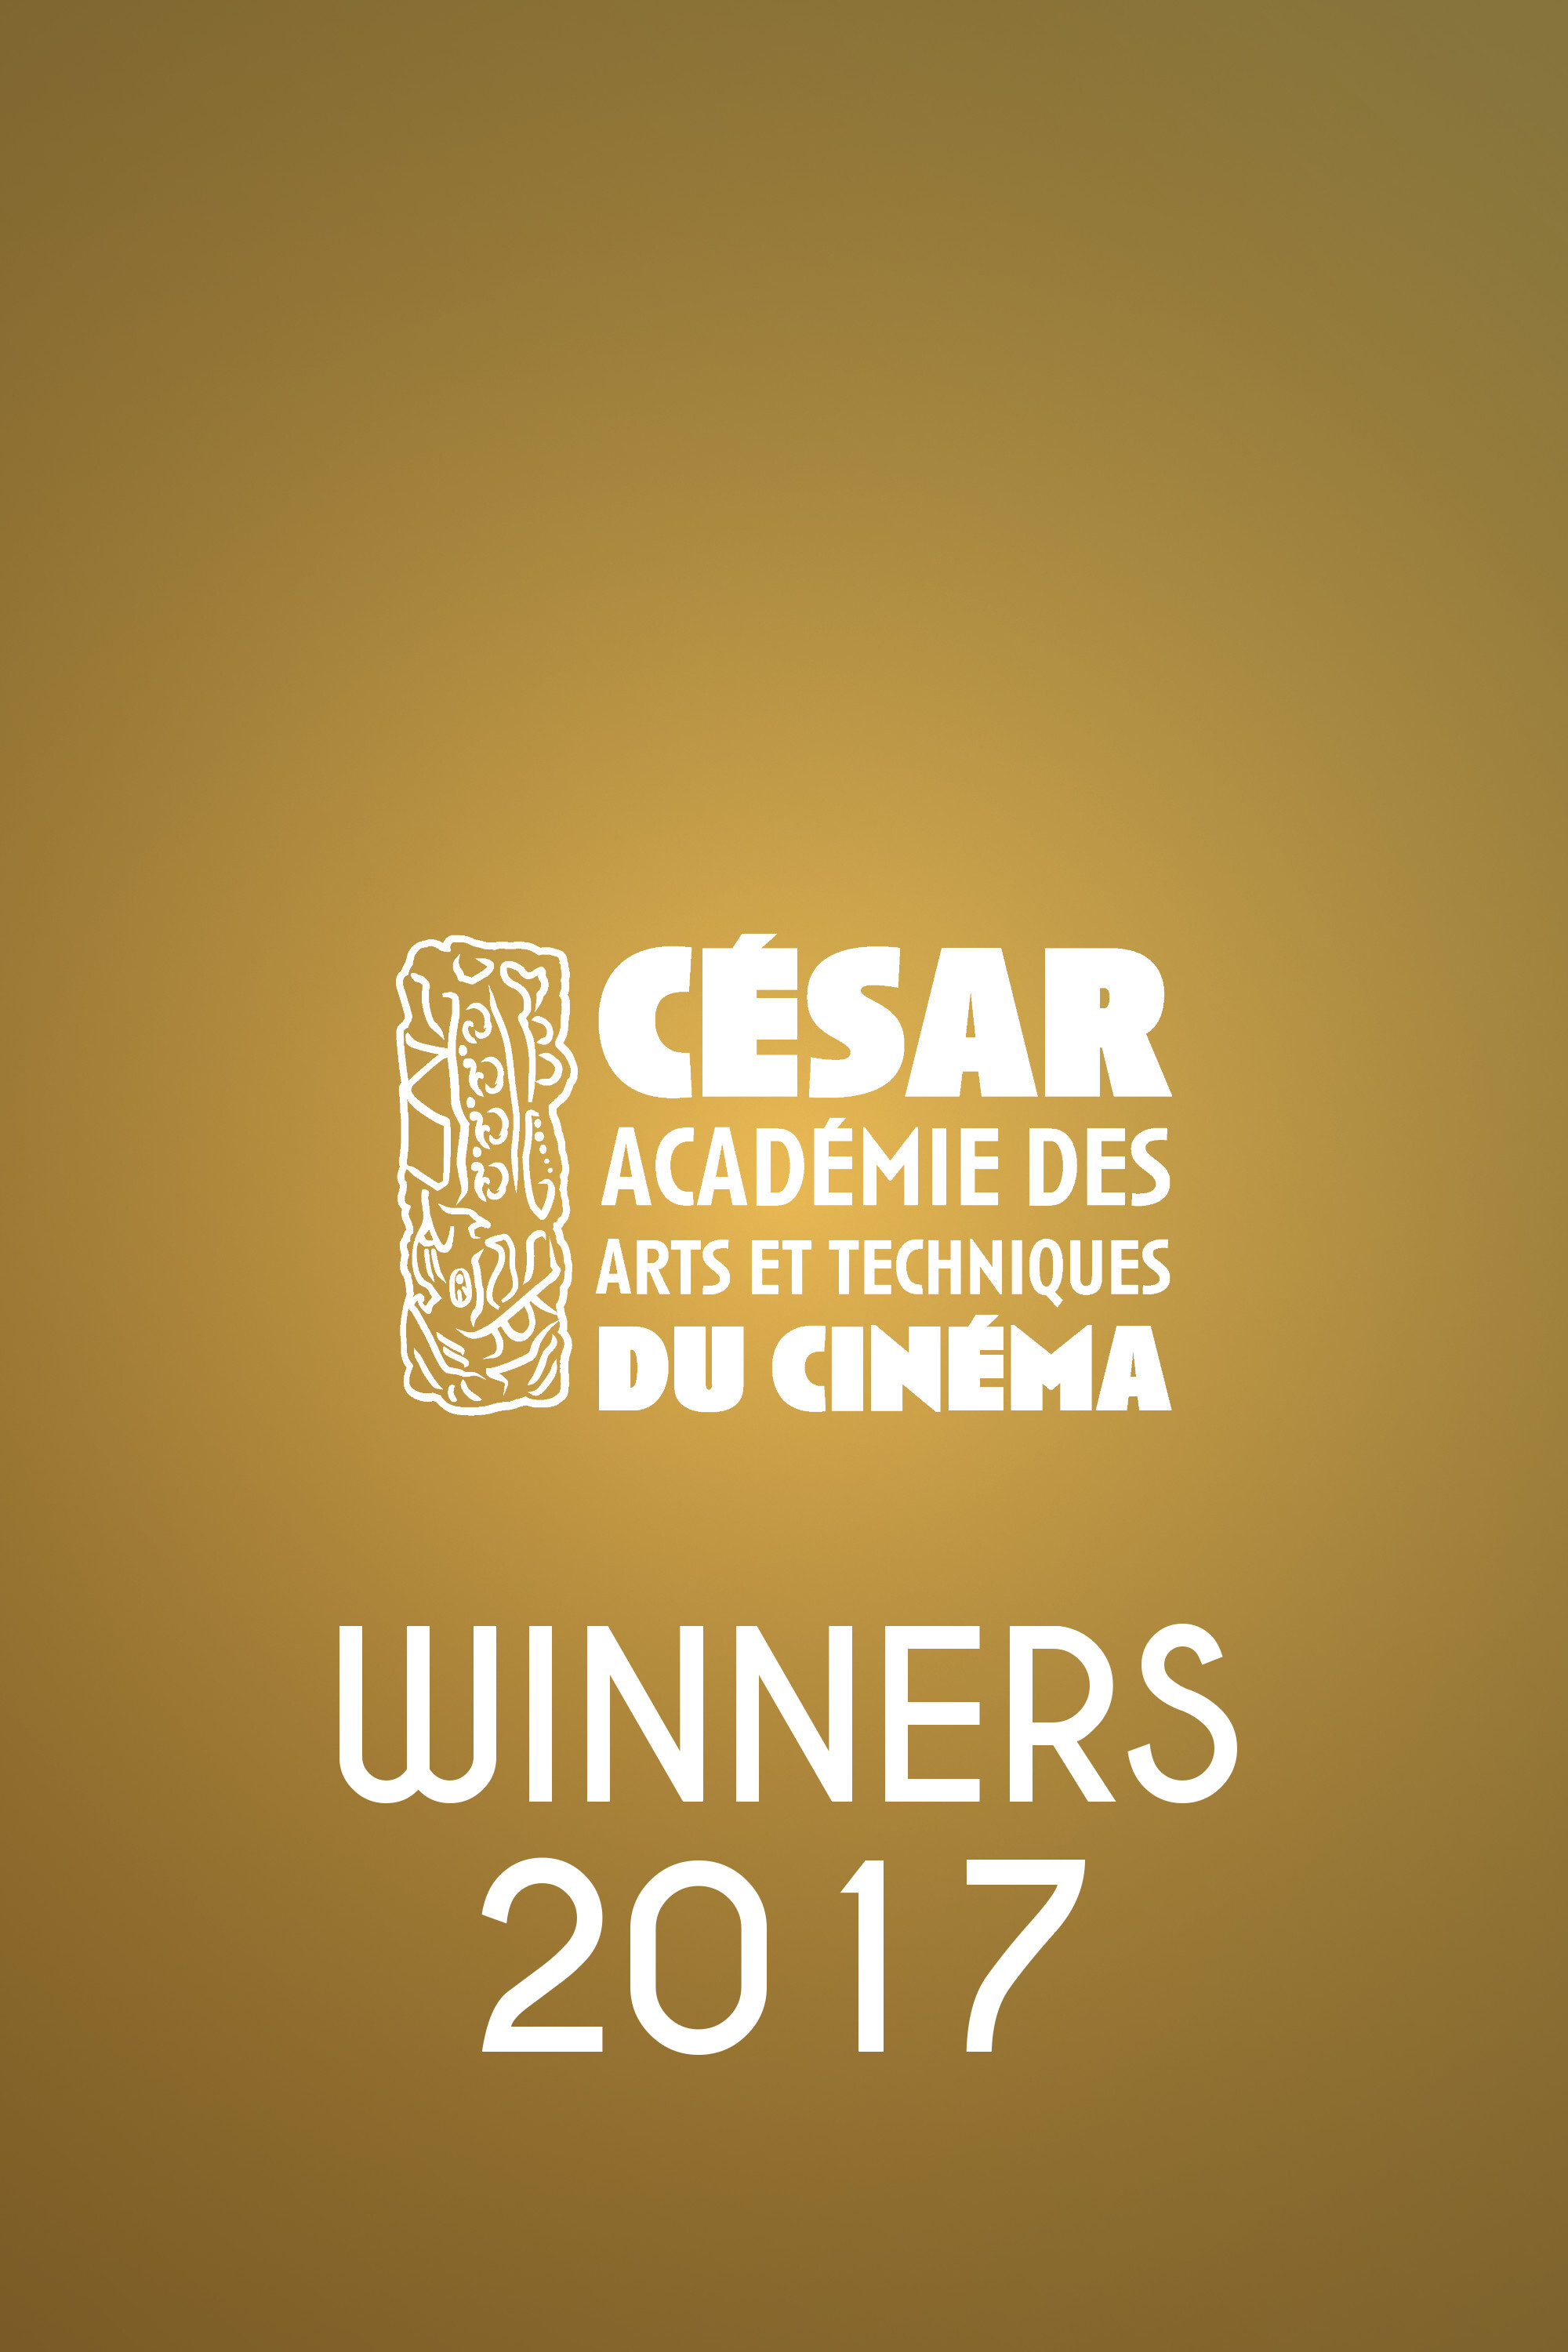 CÉSAR
ACADÉMIE DES
ARTS ET TECHNIQUES
DU CINÉMA
WINNERS
2017